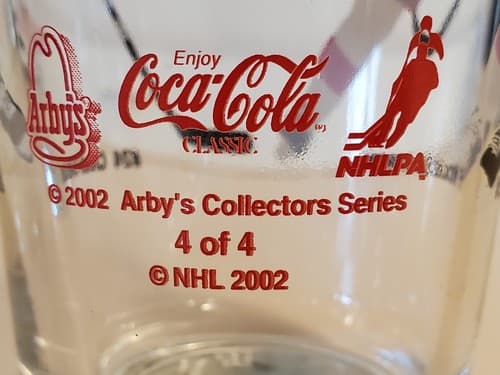 Arby's
Enjoy
Coca-Cola
CLASSIC
NHLPA
© 2002 Arby's Collectors Series
4 of 4
© NHL 2002